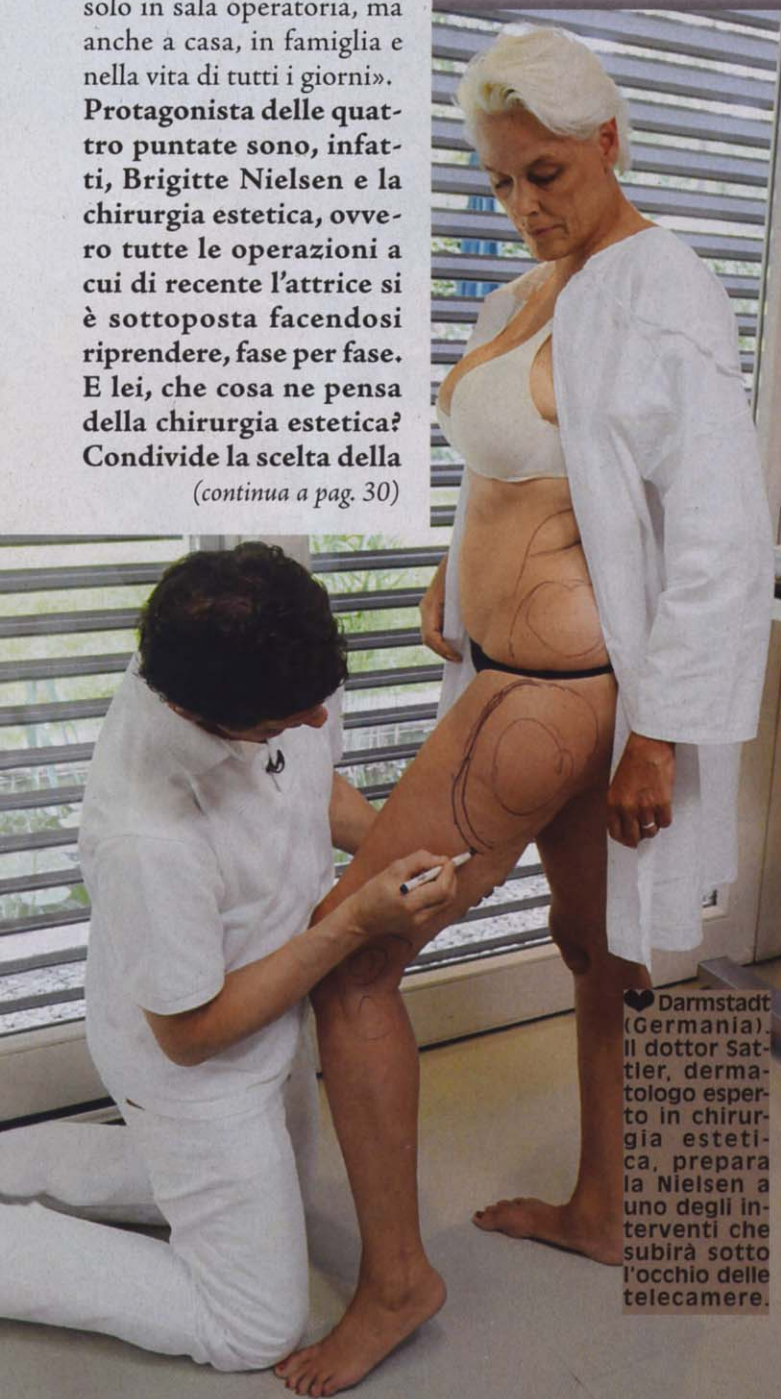 solo in sala operatoria, ma
anche a casa, in famiglia e
nella vita di tutti i giorni».
Protagonista delle quat-
tro puntate sono, infat-
ti, Brigitte Nielsen e la
chirurgia estetica, ovve-
ro tutte le operazioni a
cui di recente l'attrice si
è sottoposta facendosi
riprendere, fase per fase.
E lei, che cosa ne pensa
della chirurgia estetica?
Condivide la scelta della
(continua a pag. 30)
Darmstadt
(Germania).
Il dottor Sat-
tler, derma-
tologo esper-
to in chirur-
gia esteti-
ca, prepara
la Nielsen a
uno degli in-
terventi che
subirà sotto
l'occhio delle
telecamere.